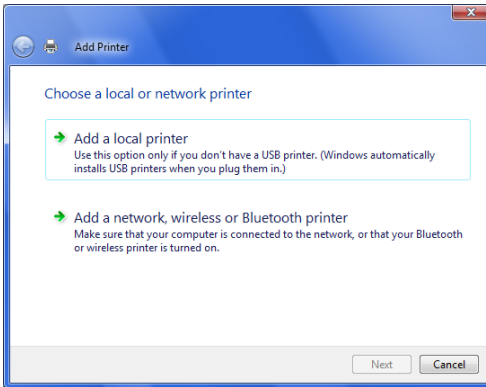 Add Printer
Choose a local or network printer
Add a local printer
Use this option only if you don't have a USB printer. (Windows automatically
installs USB printers when you plug them in.)
Add a network, wireless or Bluetooth printer
Make sure that your computer is connected to the network, or that your Bluetooth
or wireless printer is turned on.
Next Cancel